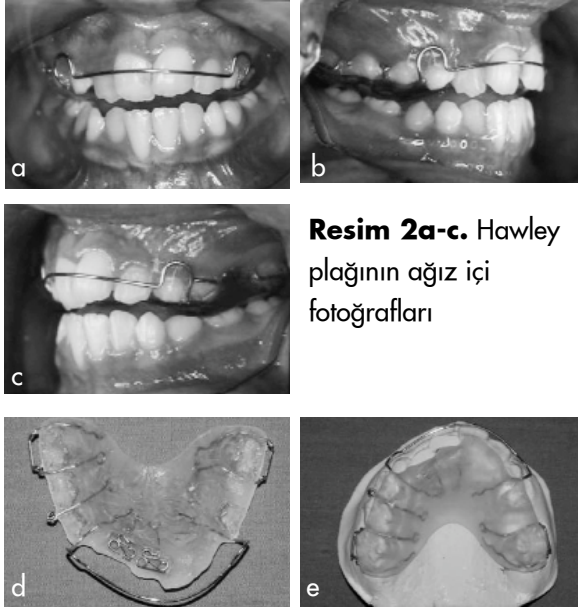 a
b
Resim 2a-c. Hawley
plağının ağız içi
fotoğrafları
c
d
e